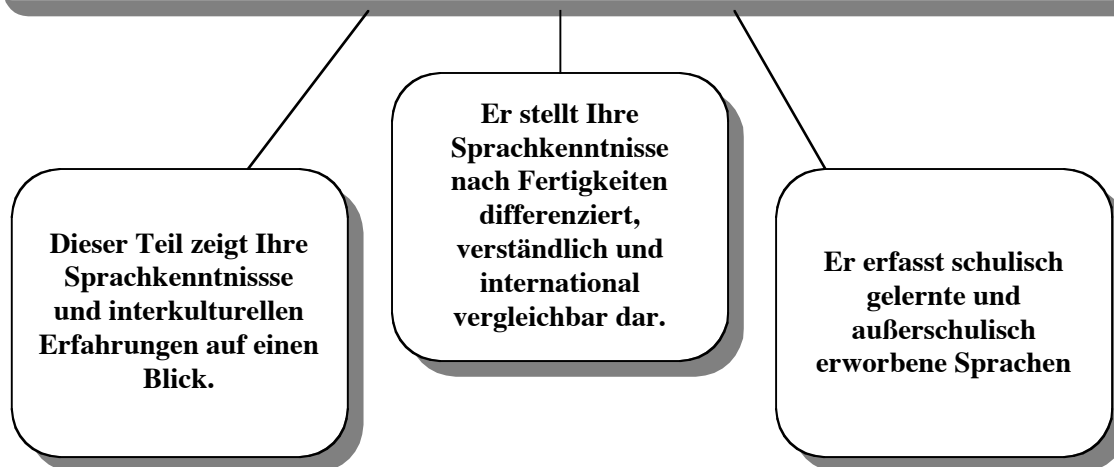 Dieser Teil zeigt Ihre
Sprachkenntnissse
und interkulturellen
Erfahrungen auf einen
Blick.
Er stellt Ihre
Sprachkenntnisse
nach Fertigkeiten
differenziert,
verständlich und
international
vergleichbar dar.
Er erfasst schulisch
gelernte und
außerschulisch
erworbene Sprachen